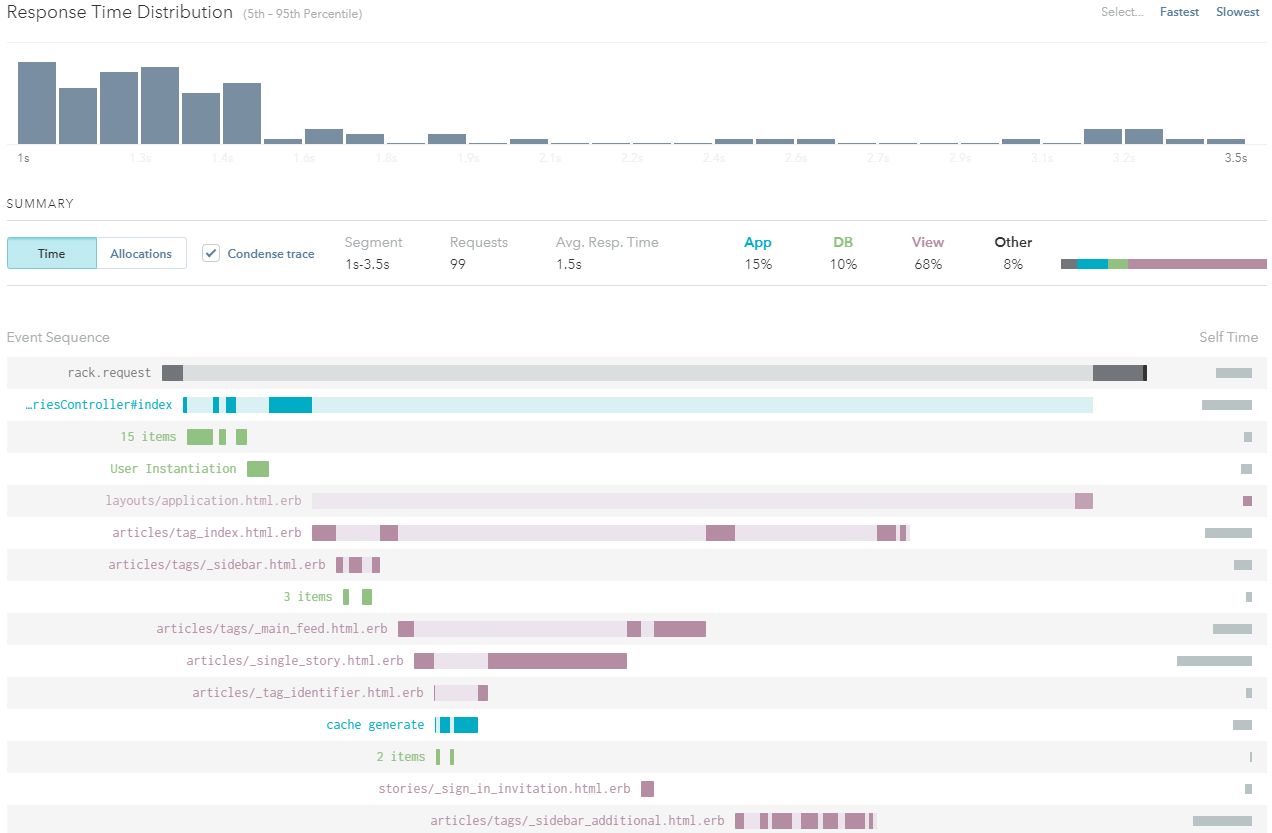 Response Time Distribution (5th – 95th Percentile) Select... Fastest Slowest
1s 1.3s 1.4s 1.6s 1.8s 1.9s 2.1s 2.2s 2.4s 2.6s 2.7s 2.9s 3.1s 3.2s 3.5s
SUMMARY
Time Allocations Condense trace
Segment Requests Avg. Resp. Time App DB View Other
1s-3.5s 99 1.5s 15% 10% 68% 8%
Event Sequence Self Time
rack.request
…riesController#index
15 items
User Instantiation
layouts/application.html.erb
articles/tag_index.html.erb
articles/tags/_sidebar.html.erb
3 items
articles/tags/_main_feed.html.erb
articles/_single_story.html.erb
articles/_tag_identifier.html.erb
cache generate
2 items
stories/_sign_in_invitation.html.erb
articles/tags/_sidebar_additional.html.erb